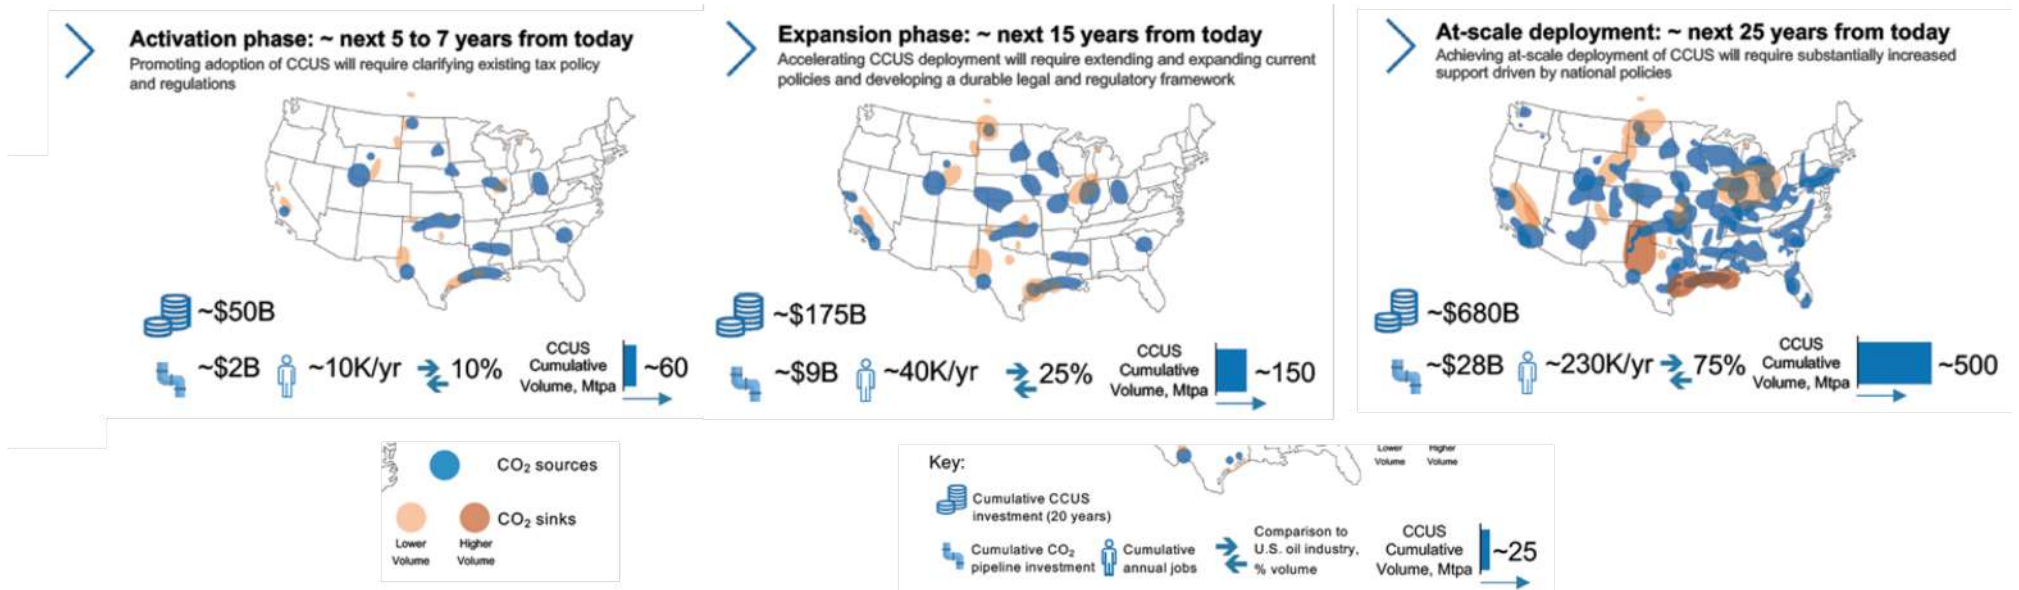 Activation phase: ~ next 5 to 7 years from today
Promoting adoption of CCUS will require clarifying existing tax policy
and regulations
~$50B
~$2B
~10K/yr
10%
CCUS
Cumulative
Volume, Mtpa
~60
Expansion phase: ~ next 15 years from today
Accelerating CCUS deployment will require extending and expanding current
policies and developing a durable legal and regulatory framework
~$175B
~$9B
~40K/yr
25%
CCUS
Cumulative
Volume, Mtpa
~150
At-scale deployment: ~ next 25 years from today
Achieving at-scale deployment of CCUS will require substantially increased
support driven by national policies
~$680B
~$28B
~230K/yr
75%
CCUS
Cumulative
Volume, Mtpa
~500
CO₂ sources
CO₂ sinks
Lower
Volume
Higher
Volume
Key:
Lower
Volume
Higher
Volume
Cumulative CCUS
investment (20 years)
Cumulative CO₂
pipeline investment
Cumulative
annual jobs
Comparison to
U.S. oil industry,
% volume
CCUS
Cumulative
Volume, Mtpa
~25